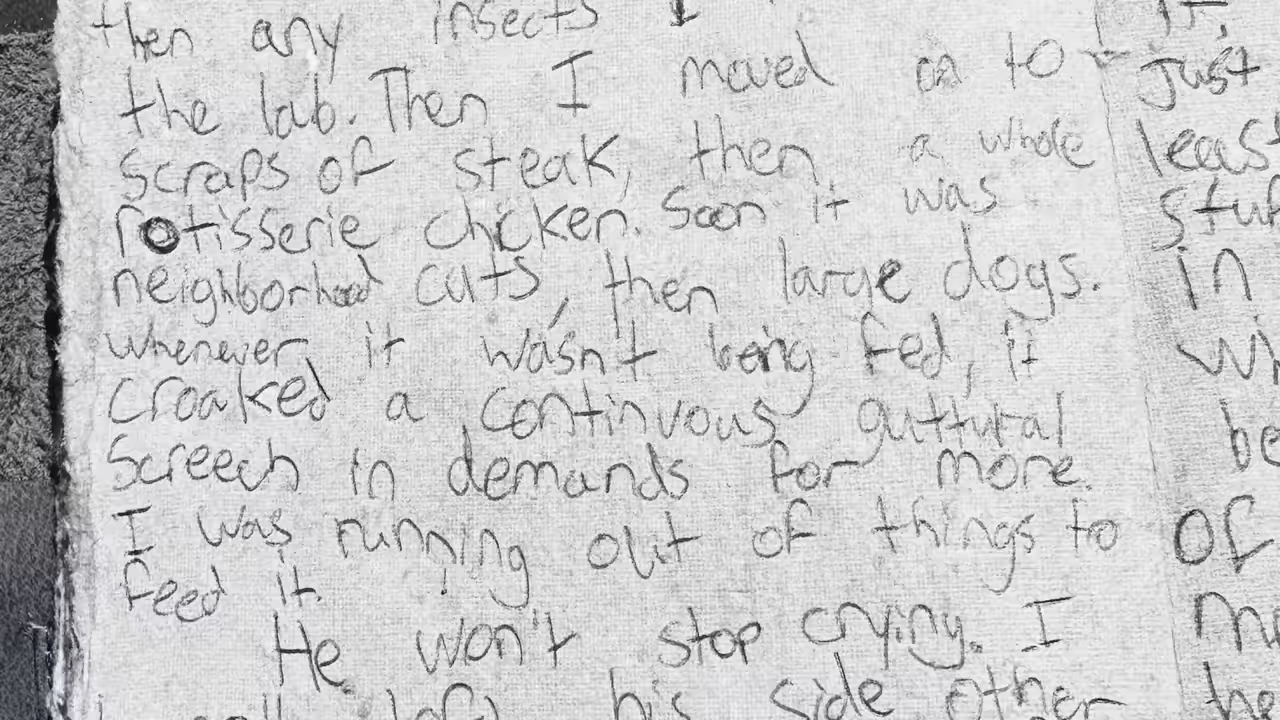 then any insects I
the lab. Then I moved on to
scraps of steak, then a whole
rotisserie chicken. Soon it was
neighborhood cats, then large dogs.
whenever it wasn't being fed, it
croaked a continuous guttural
screech in demands for more.
I was running out of things to
feed it.
He won't stop crying. I
left his side other
it.
just
least
in
of